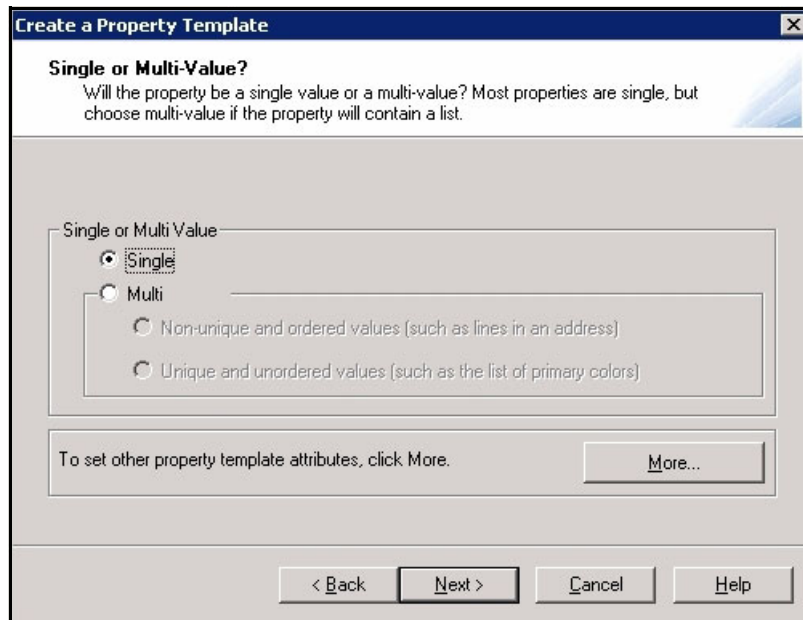 Create a Property Template
Single or Multi-Value?
Will the property be a single value or a multi-value? Most properties are single, but
choose multi-value if the property will contain a list.
Single or Multi Value
Single
Multi
Non-unique and ordered values (such as lines in an address)
Unique and unordered values (such as the list of primary colors)
To set other property template attributes, click More.
More...
< Back
Next >
Cancel
Help